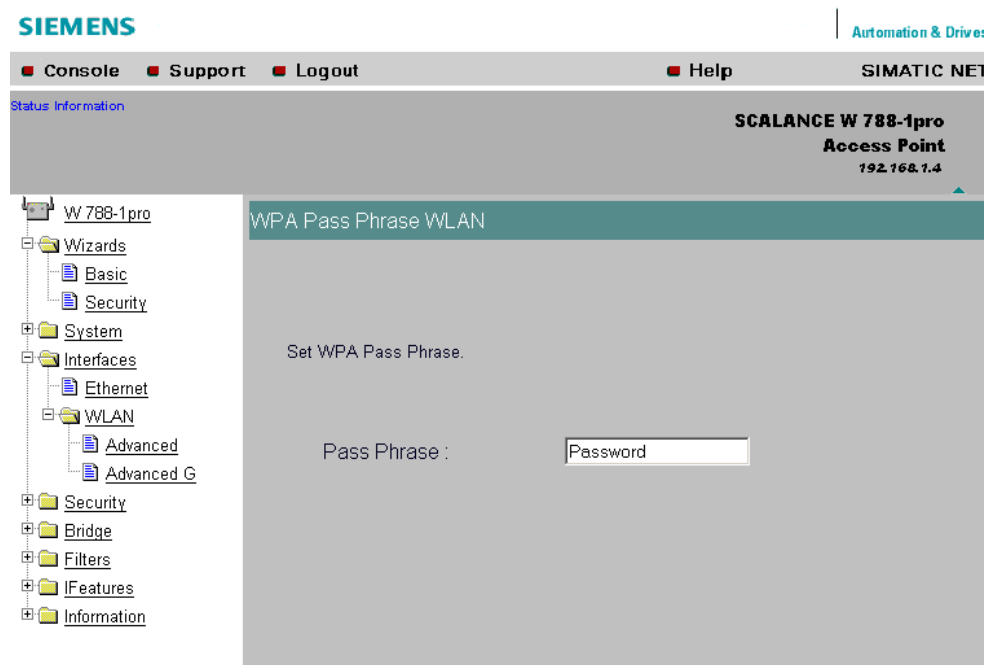 SIEMENS
Automation & Drives
Console Support Logout Help SIMATIC NET
Status Information
SCALANCE W 788-1pro
Access Point
192.168.1.4
W 788-1pro
Wizards
Basic
Security
System
Interfaces
Ethernet
WLAN
Advanced
Advanced G
Security
Bridge
Filters
IFeatures
Information
WPA Pass Phrase WLAN
Set WPA Pass Phrase.
Pass Phrase : Password